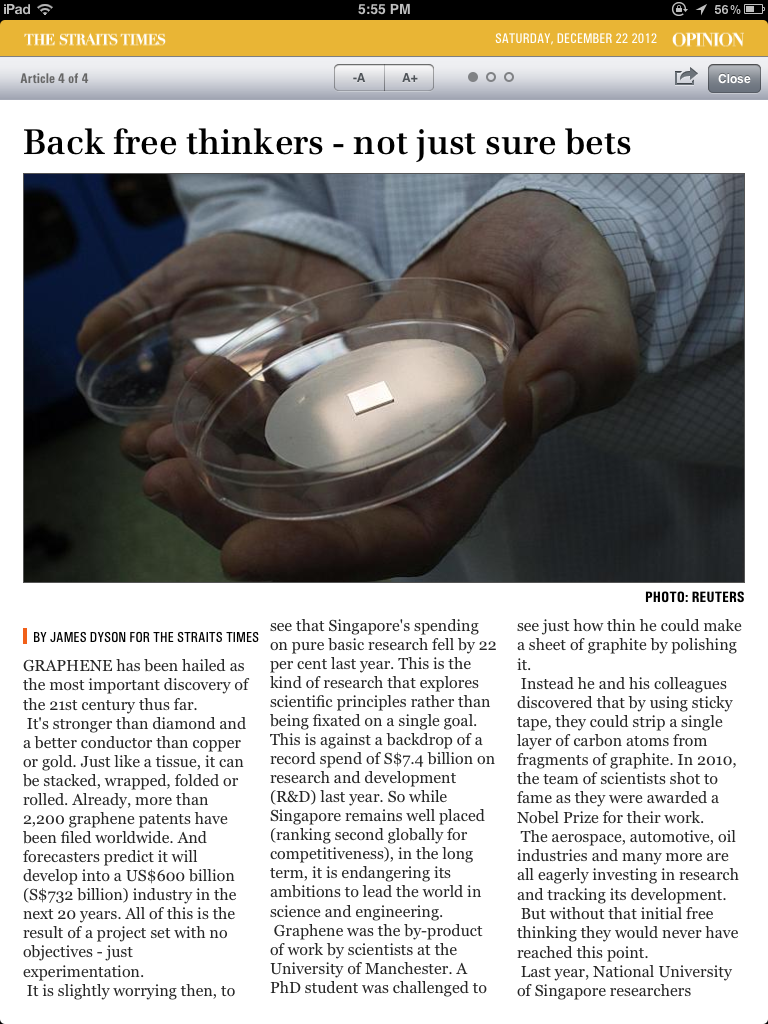 iPad
5:55 PM
56%
THE STRAITS TIMES
SATURDAY, DECEMBER 22 2012 OPINION
Article 4 of 4
-A
A+
Close
Back free thinkers - not just sure bets
PHOTO: REUTERS
BY JAMES DYSON FOR THE STRAITS TIMES
GRAPHENE has been hailed as
the most important discovery of
the 21st century thus far.
It's stronger than diamond and
a better conductor than copper
or gold. Just like a tissue, it can
be stacked, wrapped, folded or
rolled. Already, more than
2,200 graphene patents have
been filed worldwide. And
forecasters predict it will
develop into a US$600 billion
(S$732 billion) industry in the
next 20 years. All of this is the
result of a project set with no
objectives - just
experimentation.
It is slightly worrying then, to
see that Singapore's spending
on pure basic research fell by 22
per cent last year. This is the
kind of research that explores
scientific principles rather than
being fixated on a single goal.
This is against a backdrop of a
record spend of S$7.4 billion on
research and development
(R&D) last year. So while
Singapore remains well placed
(ranking second globally for
competitiveness), in the long
term, it is endangering its
ambitions to lead the world in
science and engineering.
Graphene was the by-product
of work by scientists at the
University of Manchester. A
PhD student was challenged to
see just how thin he could make
a sheet of graphite by polishing
it.
Instead he and his colleagues
discovered that by using sticky
tape, they could strip a single
layer of carbon atoms from
fragments of graphite. In 2010,
the team of scientists shot to
fame as they were awarded a
Nobel Prize for their work.
The aerospace, automotive, oil
industries and many more are
all eagerly investing in research
and tracking its development.
But without that initial free
thinking they would never have
reached this point.
Last year, National University
of Singapore researchers